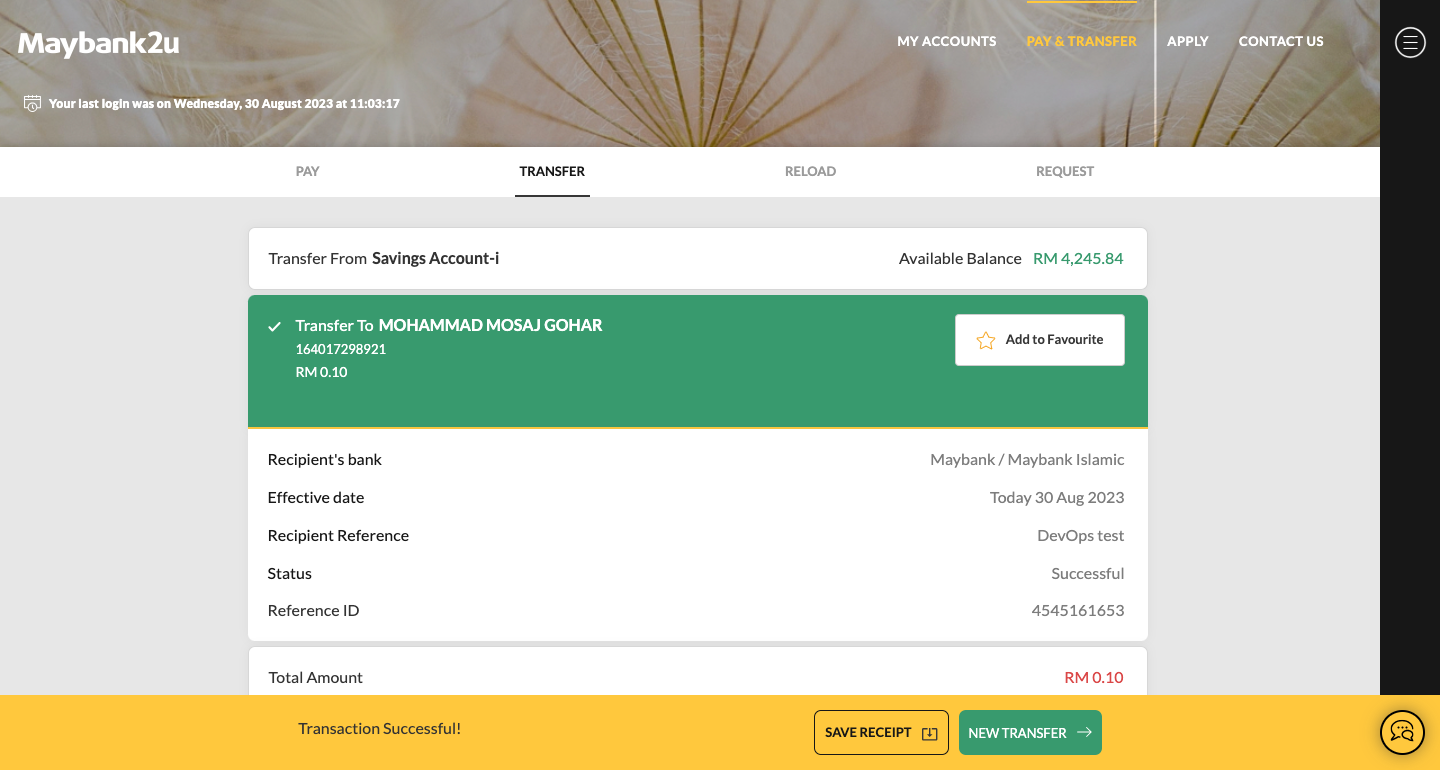 Maybank2u
MY ACCOUNTS
PAY & TRANSFER
APPLY
CONTACT US
Your last login was on Wednesday, 30 August 2023 at 11:03:17
PAY
TRANSFER
RELOAD
REQUEST
Transfer From Savings Account-i
Available Balance RM 4,245.84
Transfer To MOHAMMAD MOSAJ GOHAR
164017298921
RM 0.10
Add to Favourite
Recipient's bank
Maybank / Maybank Islamic
Effective date
Today 30 Aug 2023
Recipient Reference
DevOps test
Status
Successful
Reference ID
4545161653
Total Amount
RM 0.10
Transaction Successful!
SAVE RECEIPT
NEW TRANSFER